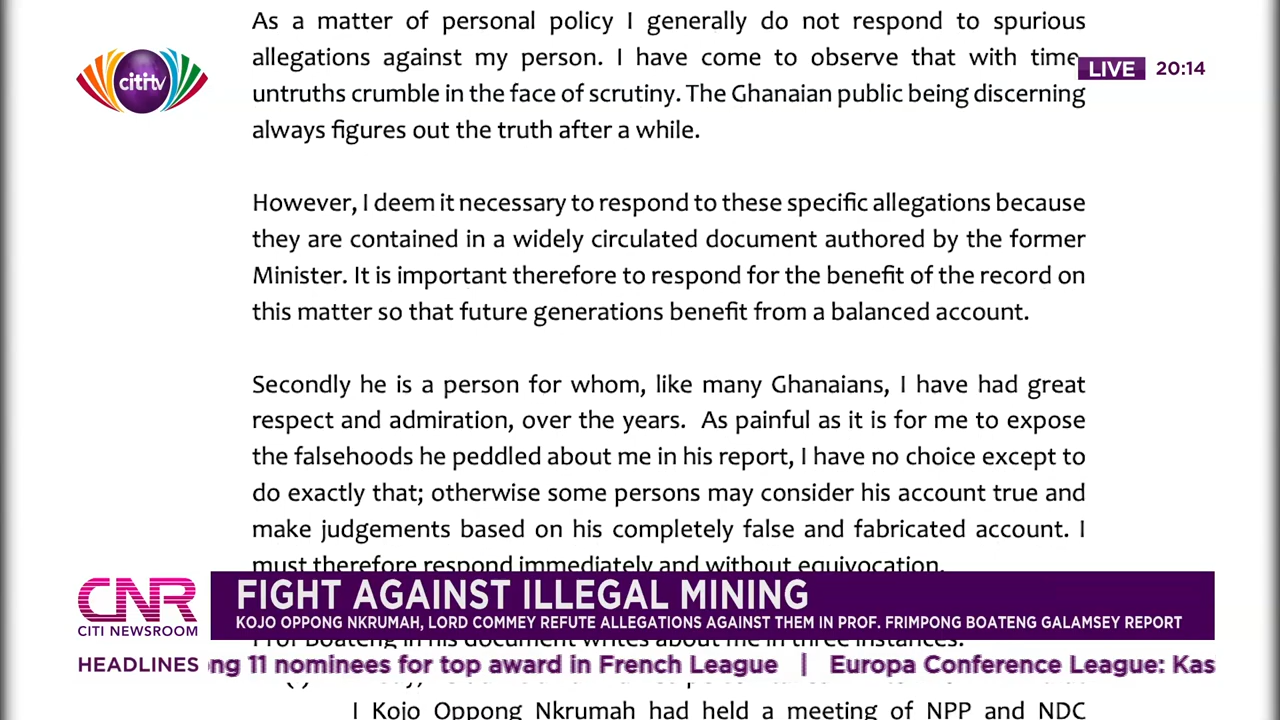 As a matter of personal policy I generally do not respond to spurious
allegations against my person. I have come to observe that with time
untruths crumble in the face of scrutiny. The Ghanaian public being discerning
always figures out the truth after a while.
citi tv
LIVE 20:14
However, I deem it necessary to respond to these specific allegations because
they are contained in a widely circulated document authored by the former
Minister. It is important therefore to respond for the benefit of the record on
this matter so that future generations benefit from a balanced account.
Secondly he is a person for whom, like many Ghanaians, I have had great
respect and admiration, over the years. As painful as it is for me to expose
the falsehoods he peddled about me in his report, I have no choice except to
do exactly that; otherwise some persons may consider his account true and
make judgements based on his completely false and fabricated account. I
must therefore respond immediately and without equivocation.
CNR
CITI NEWSROOM
FIGHT AGAINST ILLEGAL MINING
KOJO OPPONG NKRUMAH, LORD COMMEY REFUTE ALLEGATIONS AGAINST THEM IN PROF. FRIMPONG BOATENG GALAMSEY REPORT
Prof Boateng in his document writes about me in three instances.
HEADLINES ng 11 nominees for top award in French League | Europa Conference League: Kas
I Kojo Oppong Nkrumah had held a meeting of NPP and NDC